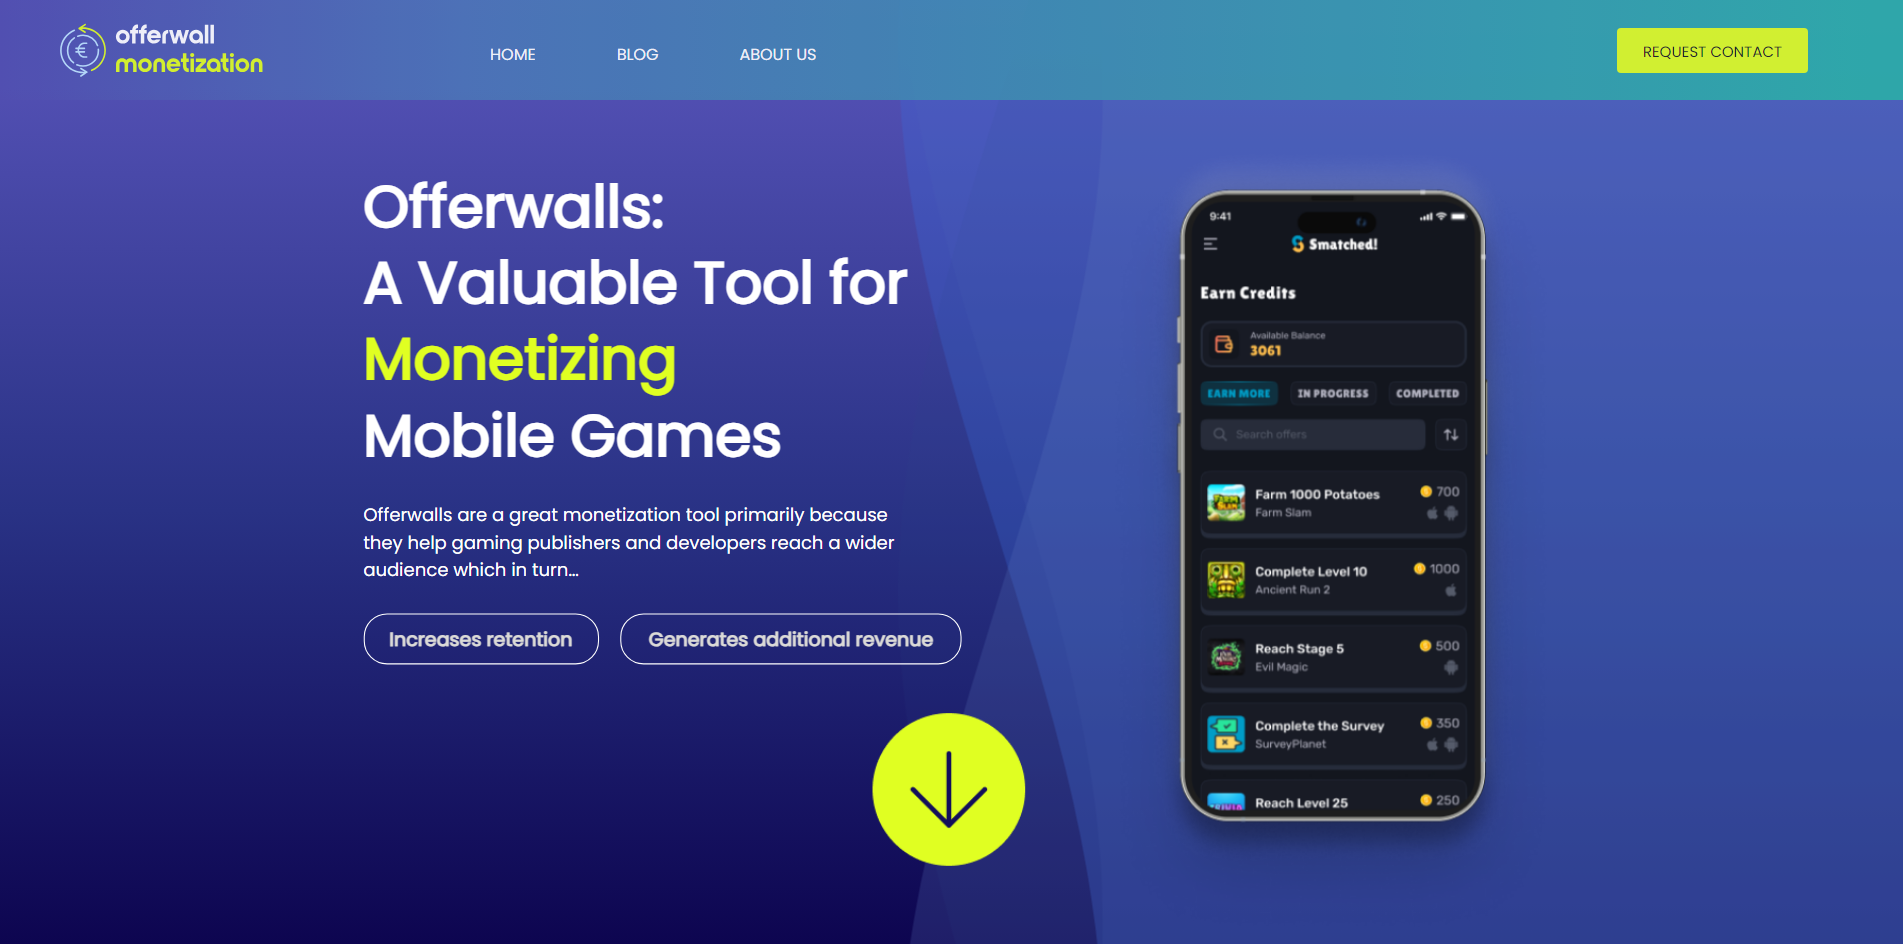 offerwall
monetization
HOME
BLOG
ABOUT US
REQUEST CONTACT
Offerwalls:
A Valuable Tool for
Monetizing
Mobile Games
Offerwalls are a great monetization tool primarily because
they help gaming publishers and developers reach a wider
audience which in turn...
Increases retention
Generates additional revenue
9:41
Smatched!
Earn Credits
Available Balance
3061
EARN MORE
IN PROGRESS
COMPLETED
Search offers
Farm 1000 Potatoes
700
Farm Slam
Complete Level 10
1000
Ancient Run 2
Reach Stage 5
500
Evil Magic
Complete the Survey
350
SurveyPlanet
Reach Level 25
250